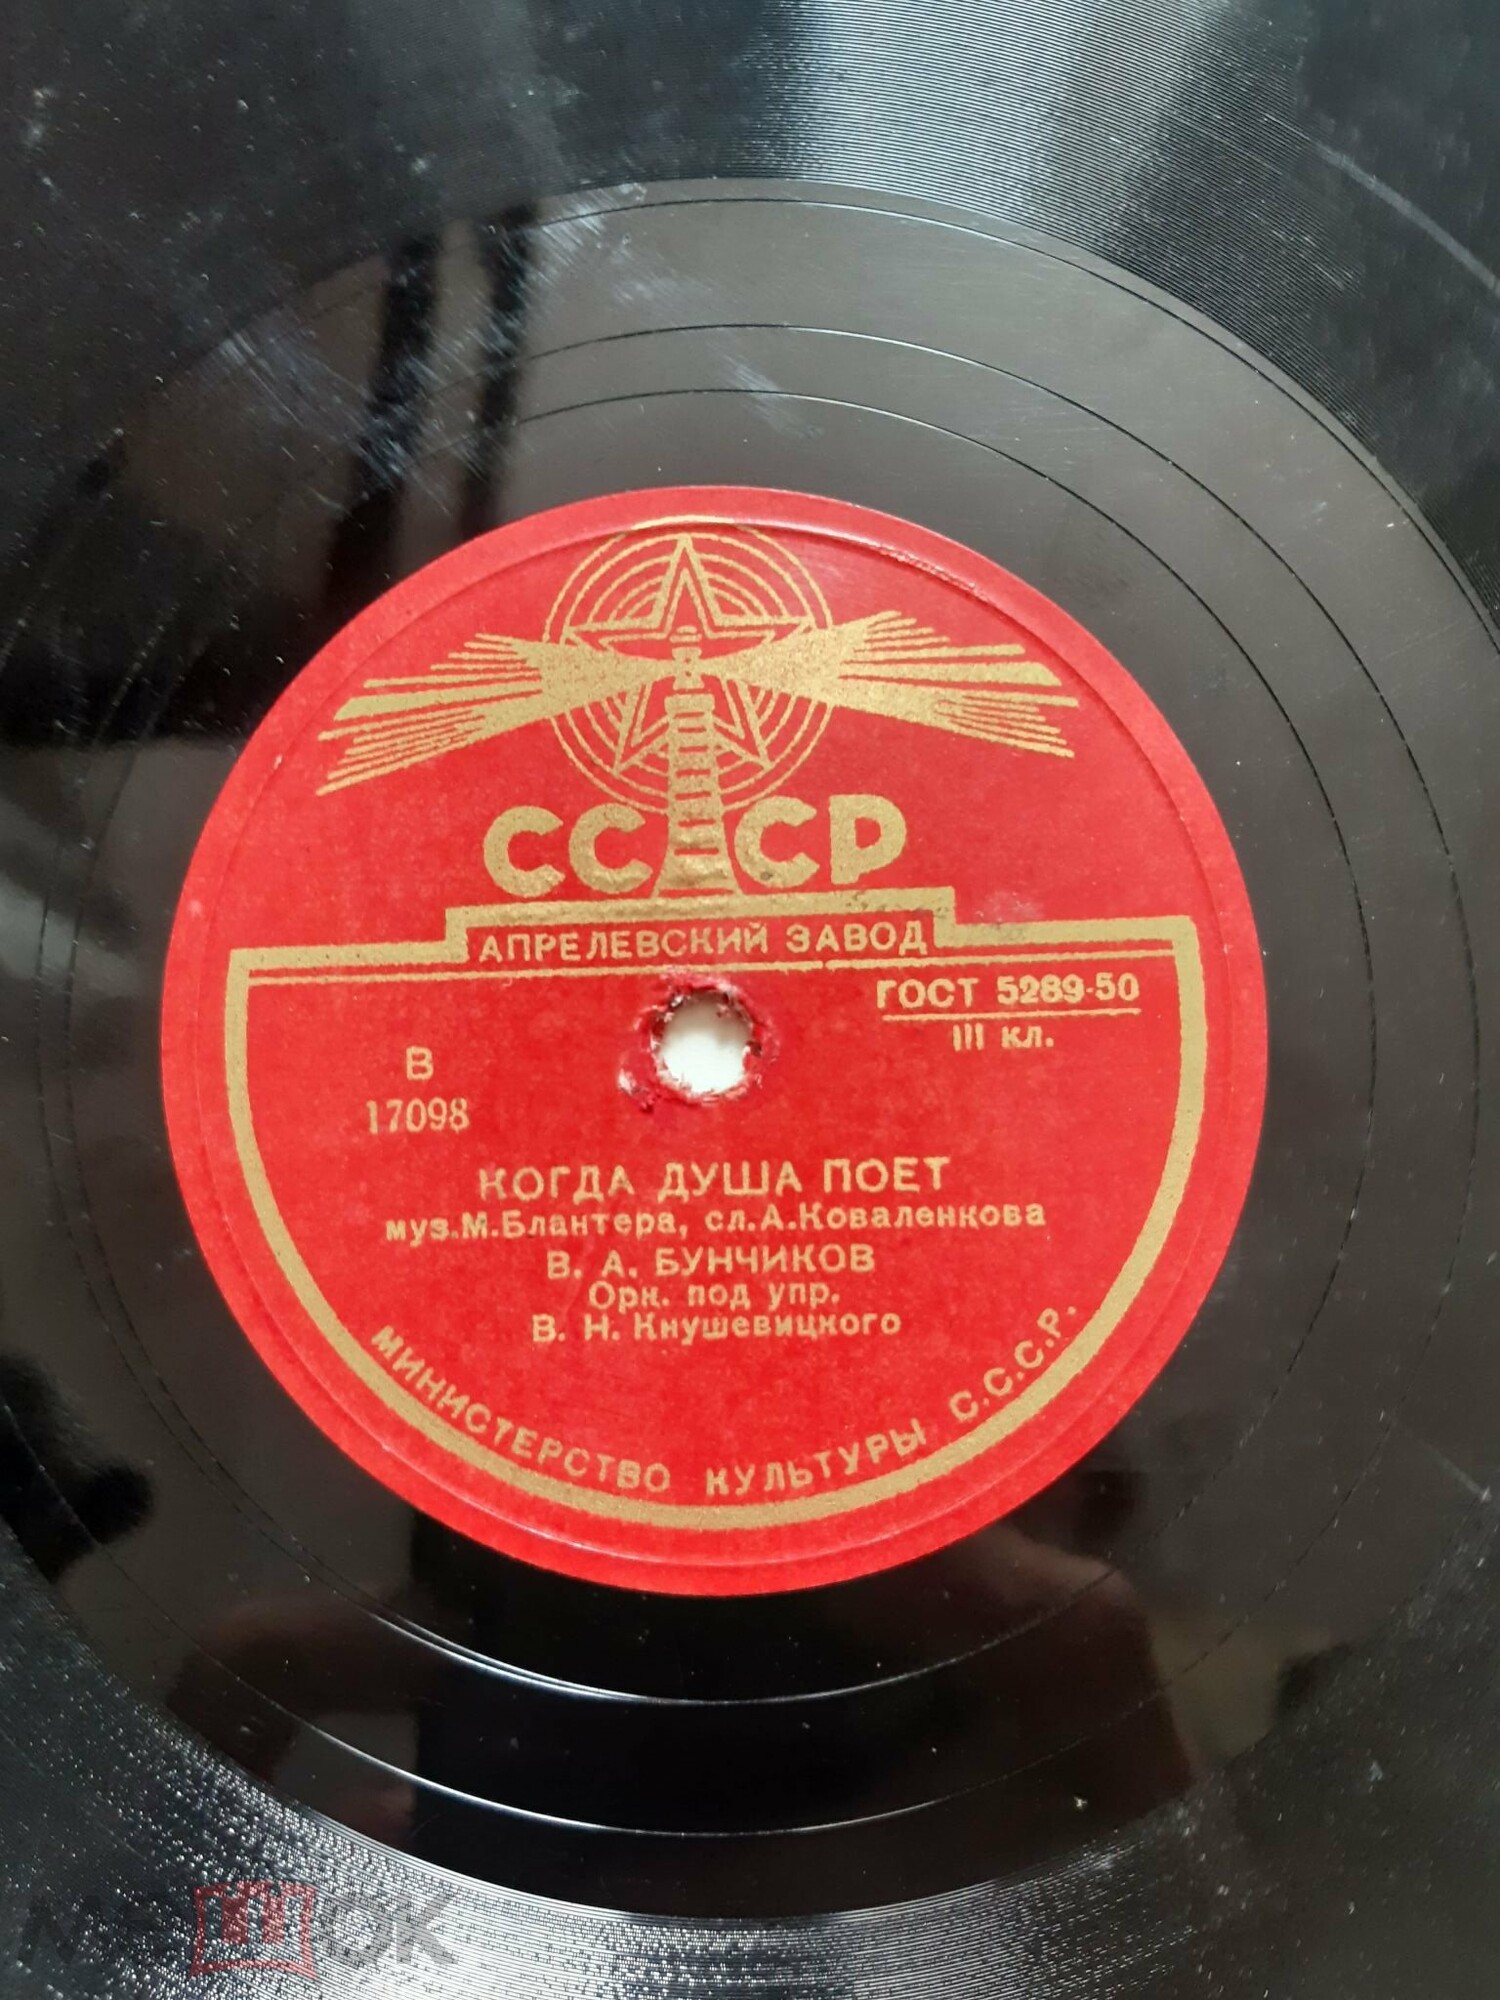 СССР
АПРЕЛЕВСКИЙ ЗАВОД
ГОСТ 5289-50
III кл.
В
17098
КОГДА ДУША ПОЕТ
муз.М.Блантера, сл.А.Коваленкова
В. А. БУНЧИКОВ
Орк. под упр.
В. Н. Кнушевицкого
МИНИСТЕРСТВО КУЛЬТУРЫ С.С.С.Р.
МЕШОК